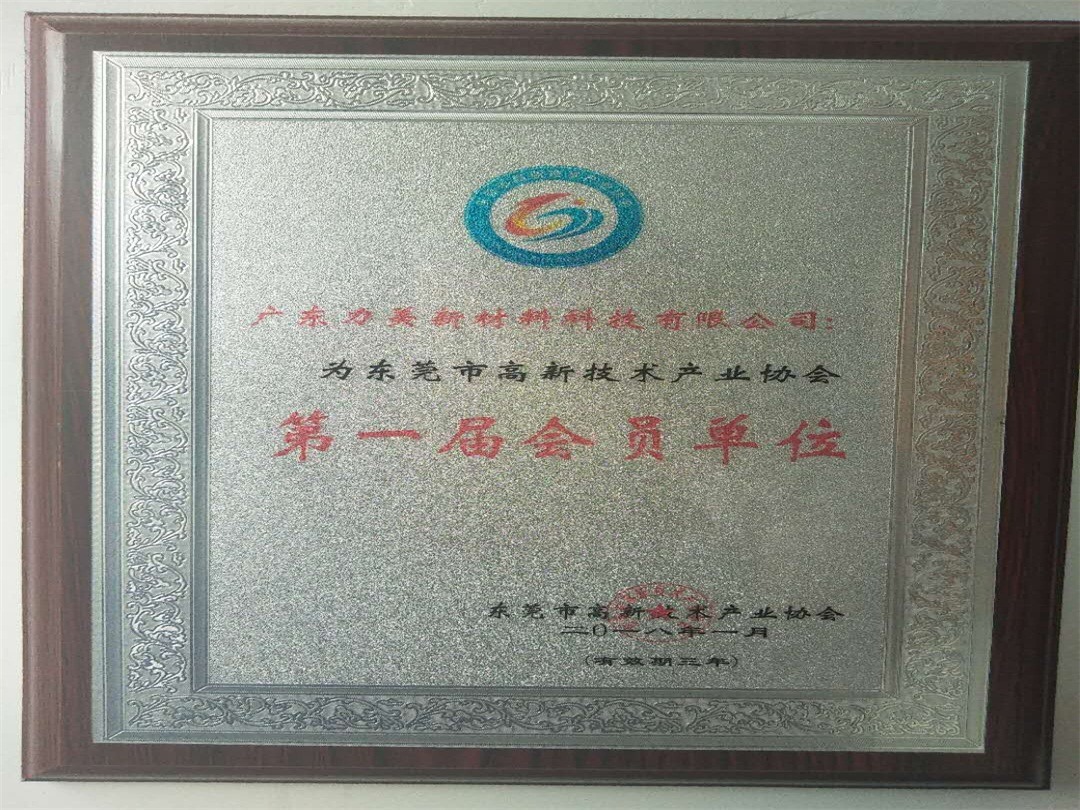 广东力美新材料科技有限公司:
为东莞市高新技术产业协会
第一届会员单位
东莞市高新技术产业协会
二〇一八年一月
(有效期三年)